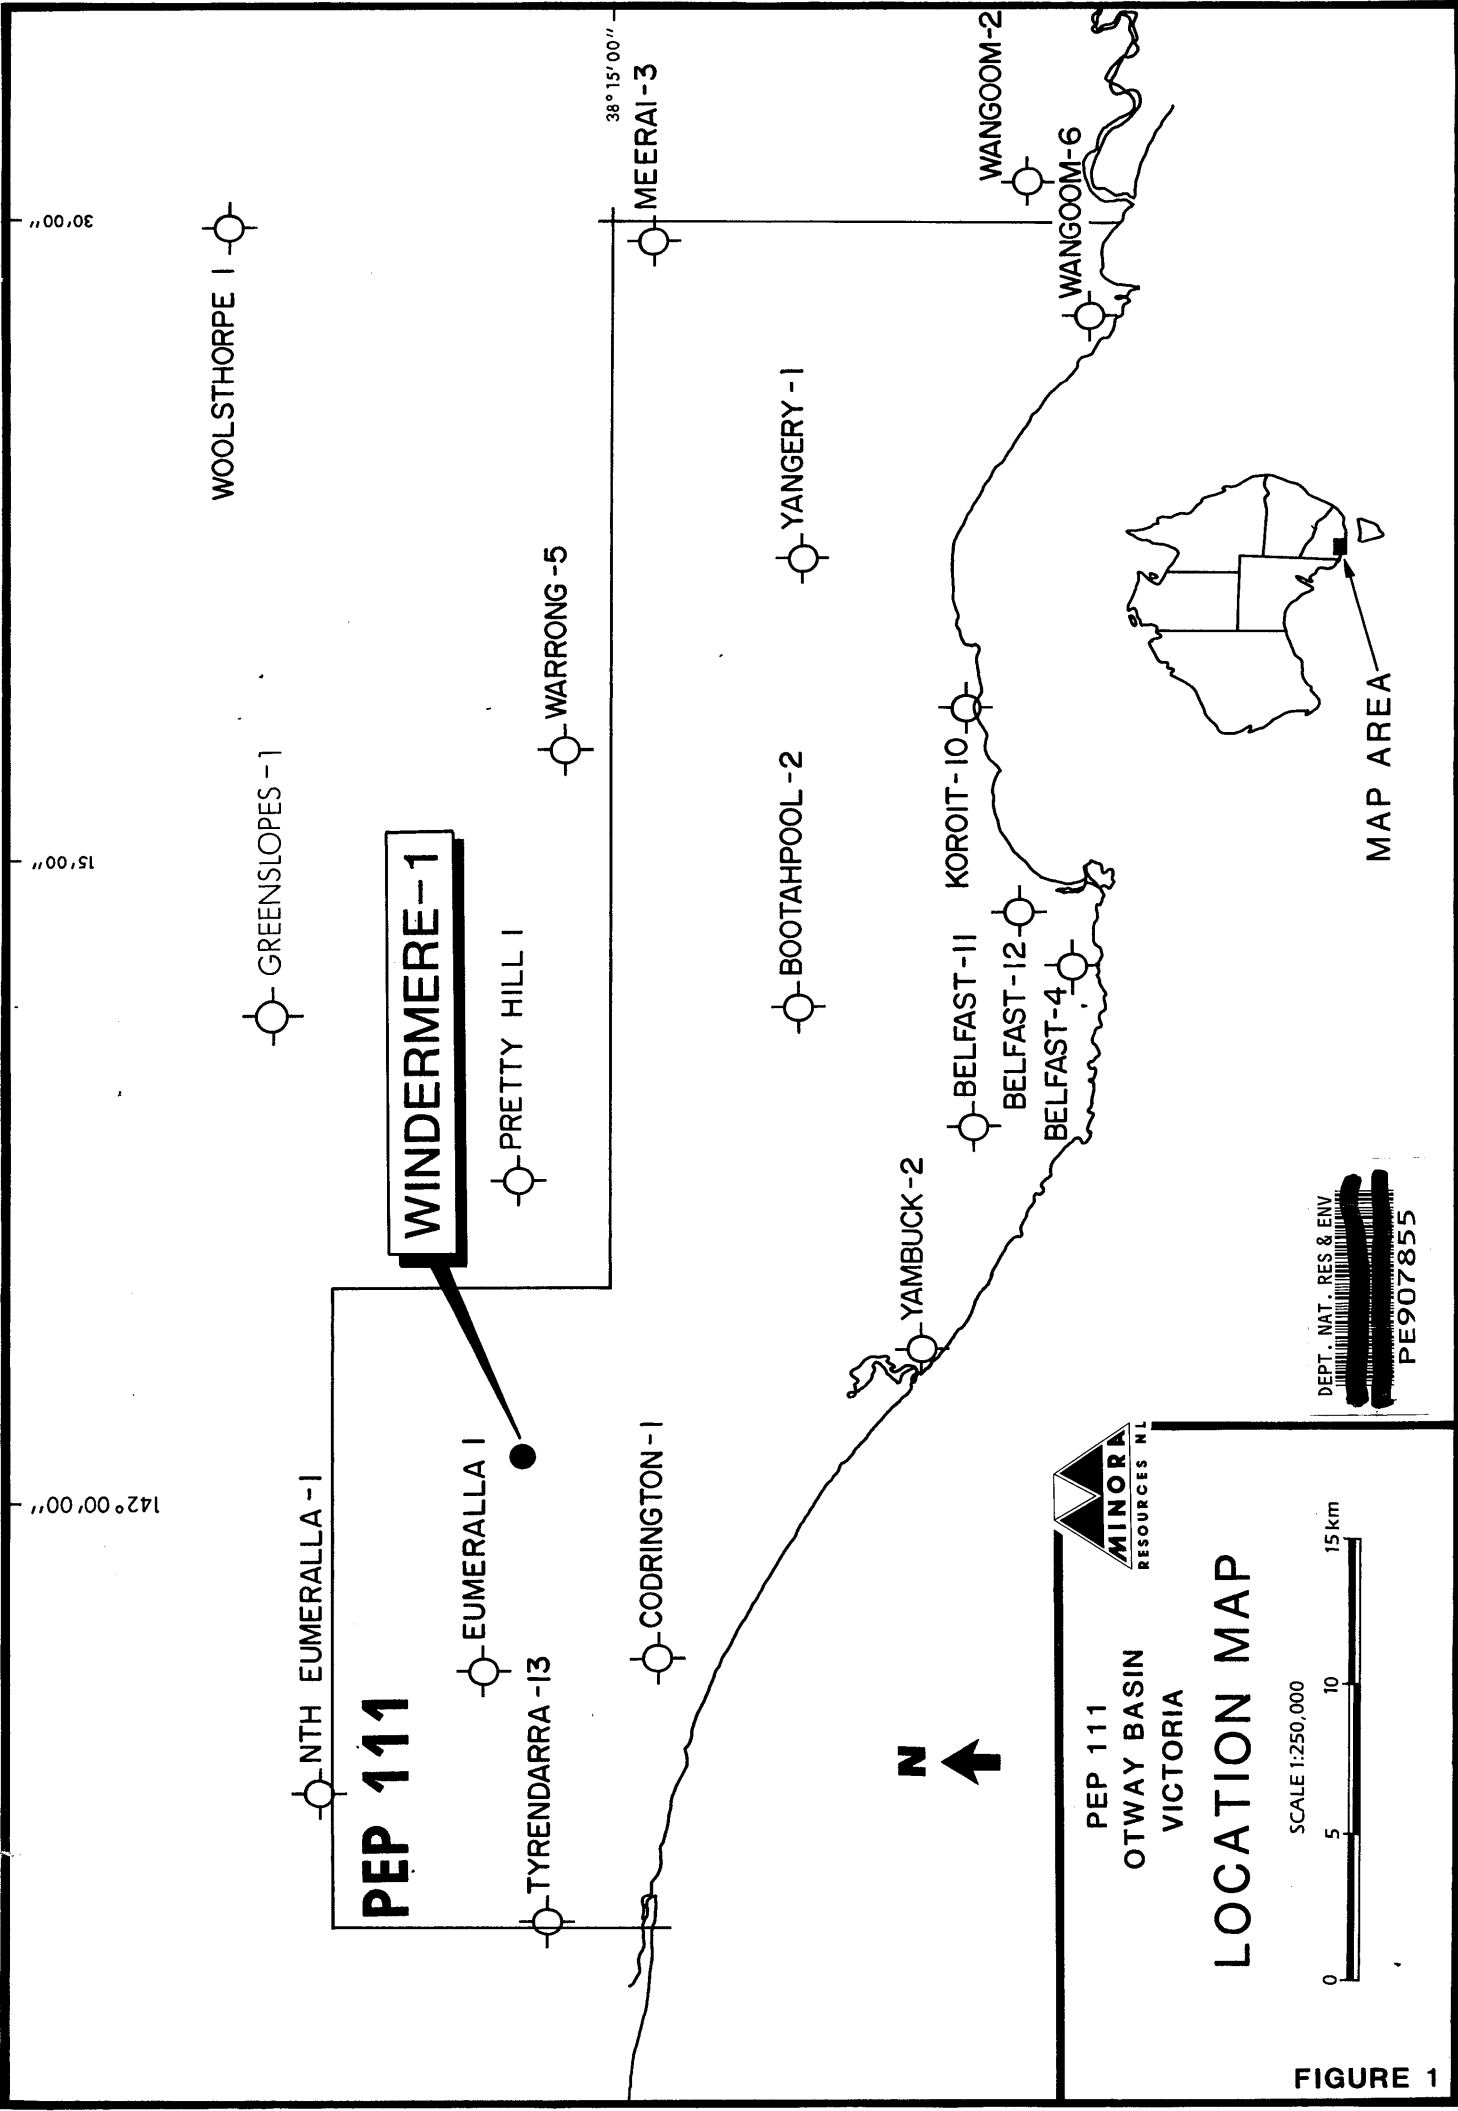 142°00'00"
15'00"
30'00"
38°15'00"
WOOLSTHORPE 1
GREENSLOPES-1
NTH EUMERALLA-1
PEP 111
WINDERMERE-1
EUMERALLA 1
PRETTY HILL 1
WARRONG-5
TYRENDARRA-13
CODRINGTON-1
MEERAI-3
BOOTAHPOOL-2
YANGERY-1
YAMBUCK-2
BELFAST-11
BELFAST-12
BELFAST-4
KOROIT-10
WANGOOM-2
WANGOOM-6
N
MAP AREA
MINORA
RESOURCES NL
PEP 111
OTWAY BASIN
VICTORIA
LOCATION MAP
SCALE 1:250,000
0 5 10 15km
DEPT. NAT. RES & ENV
PE907855
FIGURE 1